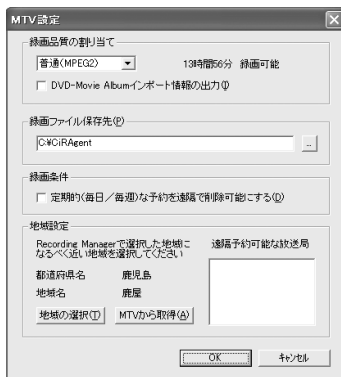 MTV設定
録画品質の割り当て
普通(MPEG2) 13時間56分 録画可能
DVD-Movie Albumインポート情報の出力(I)
録画ファイル保存先(P)
C:¥CiRAgent ..
録画条件
定期的(毎日／毎週)な予約を遠隔で削除可能にする(D)
地域設定
Recording Managerで選択した地域に
なるべく近い地域を選択してください
遠隔予約可能な放送局
都道府県名 鹿児島
地域名 鹿屋
地域の選択(T) MTVから取得(A)
OK キャンセル